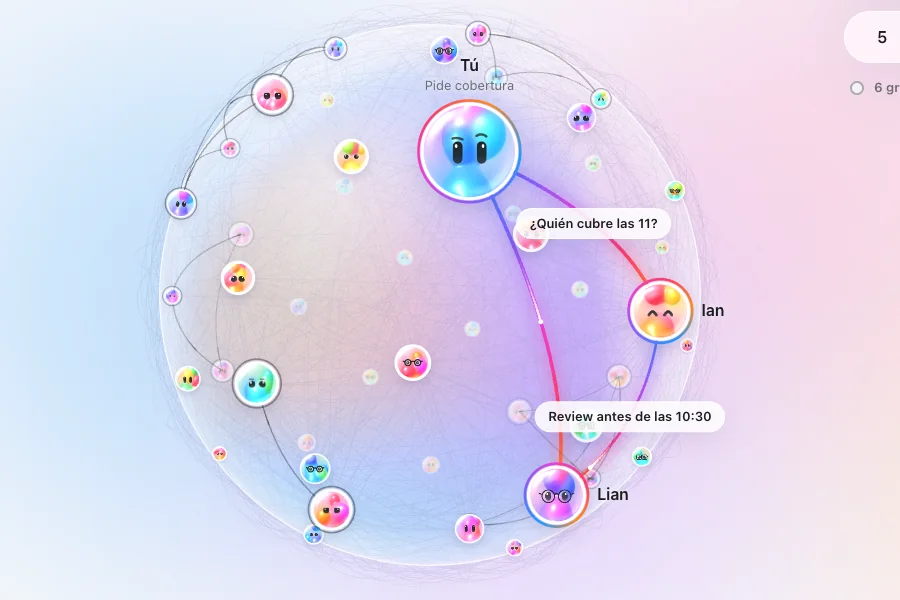 5
6 gr
Tú
Pide cobertura
¿Quién cubre las 11?
Ian
Review antes de las 10:30
Lian